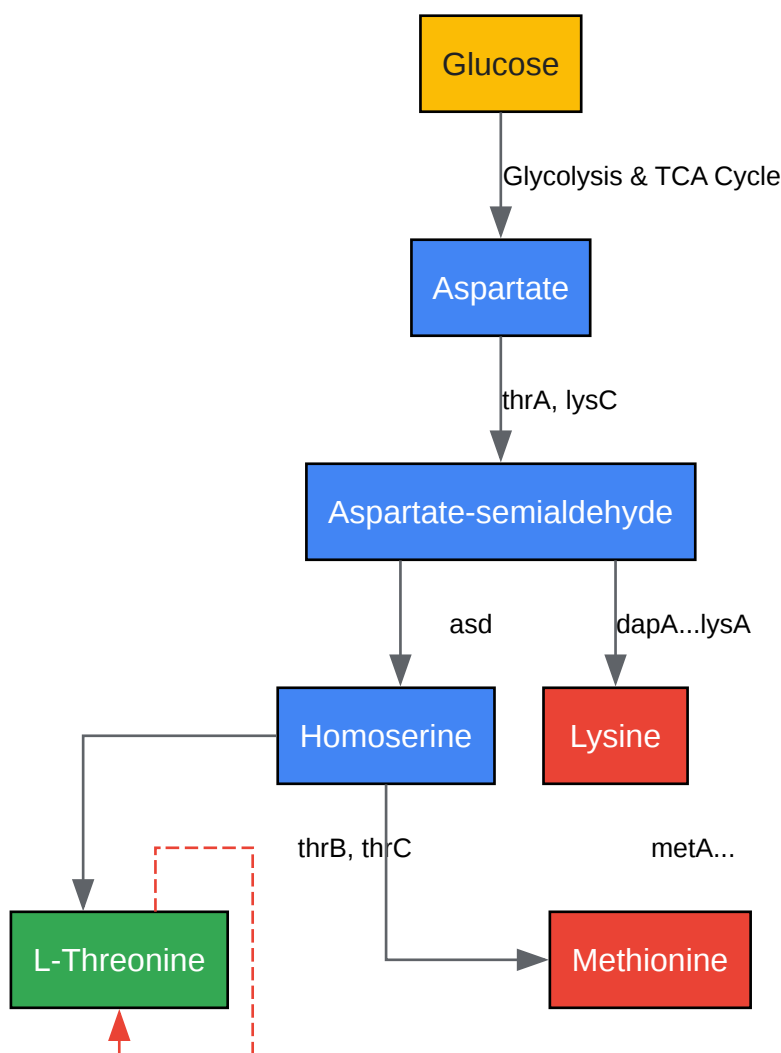 Glucose
Glycolysis & TCA Cycle
Aspartate
thrA, lysC
Aspartate-semialdehyde
asd
dapA...lysA
Homoserine
Lysine
thrB, thrC
metA...
L-Threonine
Methionine